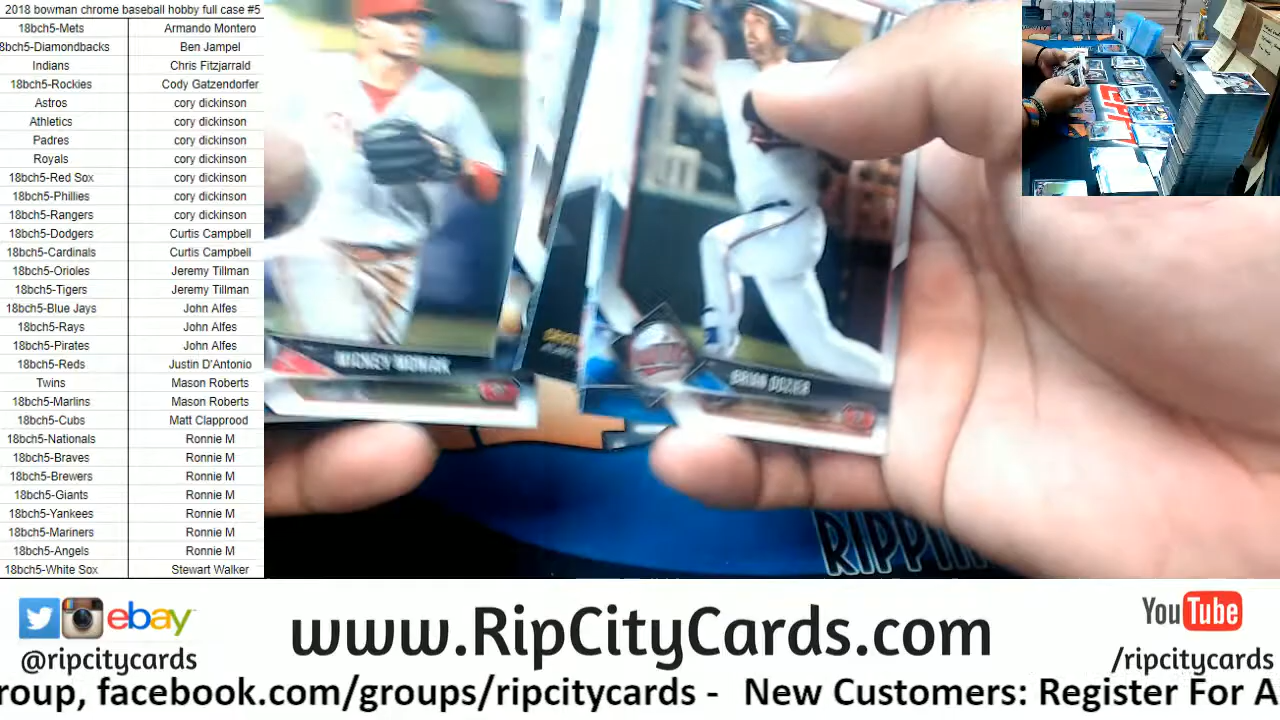 2018 bowman chrome baseball hobby full case #5
18bch5-Mets Armando Montero
8bch5-Diamondbacks Ben Jampel
Indians Chris Fitzjarrald
18bch5-Rockies Cody Gatzendorfer
Astros cory dickinson
Athletics cory dickinson
Padres cory dickinson
Royals cory dickinson
18bch5-Red Sox cory dickinson
18bch5-Phillies cory dickinson
18bch5-Rangers cory dickinson
18bch5-Dodgers Curtis Campbell
18bch5-Cardinals Curtis Campbell
18bch5-Orioles Jeremy Tillman
18bch5-Tigers Jeremy Tillman
18bch5-Blue Jays John Alfes
18bch5-Rays John Alfes
18bch5-Pirates John Alfes
18bch5-Reds Justin D'Antonio
Twins Mason Roberts
18bch5-Marlins Mason Roberts
18bch5-Cubs Matt Clapprood
18bch5-Nationals Ronnie M
18bch5-Braves Ronnie M
18bch5-Brewers Ronnie M
18bch5-Giants Ronnie M
18bch5-Yankees Ronnie M
18bch5-Mariners Ronnie M
18bch5-Angels Ronnie M
18bch5-White Sox Stewart Walker
MICKEY MONIAK
BRIAN DOZIER
RIPPIN
ebay
@ripcitycards
www.RipCityCards.com
YouTube
/ripcitycards
roup, facebook.com/groups/ripcitycards - New Customers: Register For A